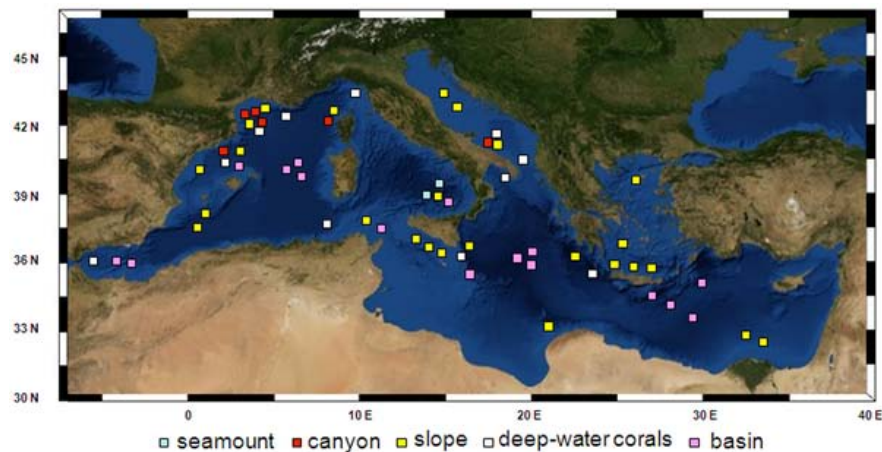 45 N
42 N
39 N
36 N
33 N
30 N
0 10 E 20 E 30 E 40 E
seamount canyon slope deep-water corals basin